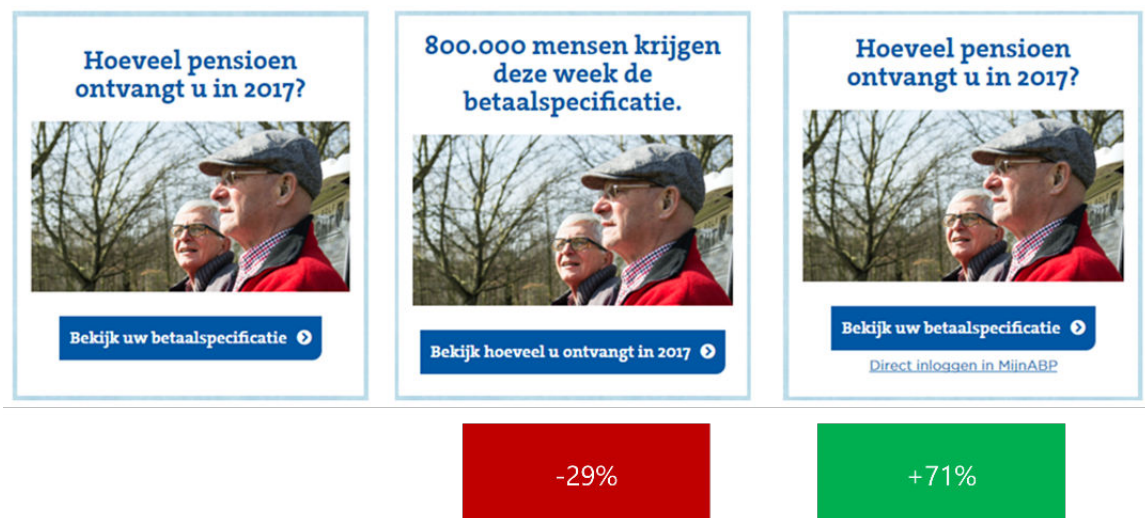 Hoeveel pensioen
ontvangt u in 2017?
Bekijk uw betaalspecificatie
800.000 mensen krijgen
deze week de
betaalspecificatie.
Bekijk hoeveel u ontvangt in 2017
Hoeveel pensioen
ontvangt u in 2017?
Bekijk uw betaalspecificatie
Direct inloggen in MijnABP
-29%
+71%